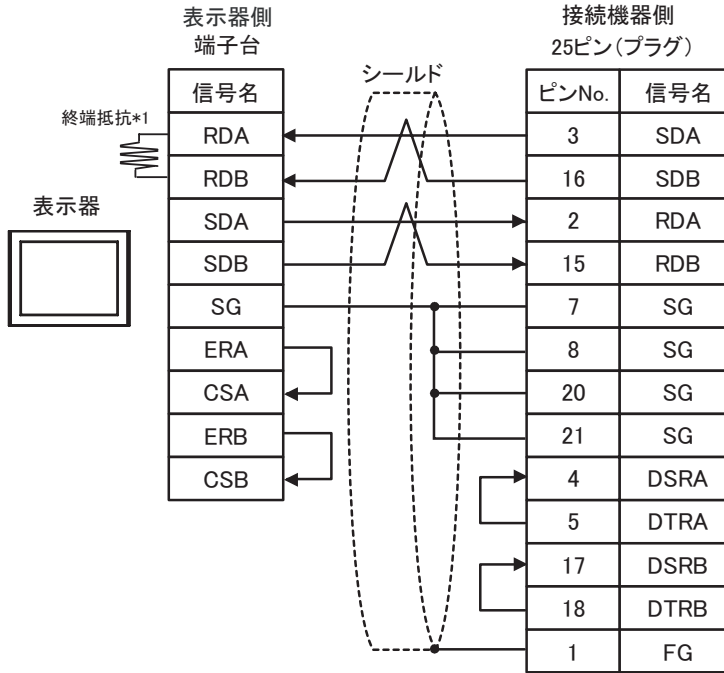 表示器側
端子台
接続機器側
25ピン(プラグ)
シールド
終端抵抗*1
表示器
信号名
RDA
RDB
SDA
SDB
SG
ERA
CSA
ERB
CSB
ピンNo. 信号名
3 SDA
16 SDB
2 RDA
15 RDB
7 SG
8 SG
20 SG
21 SG
4 DSRA
5 DTRA
17 DSRB
18 DTRB
1 FG